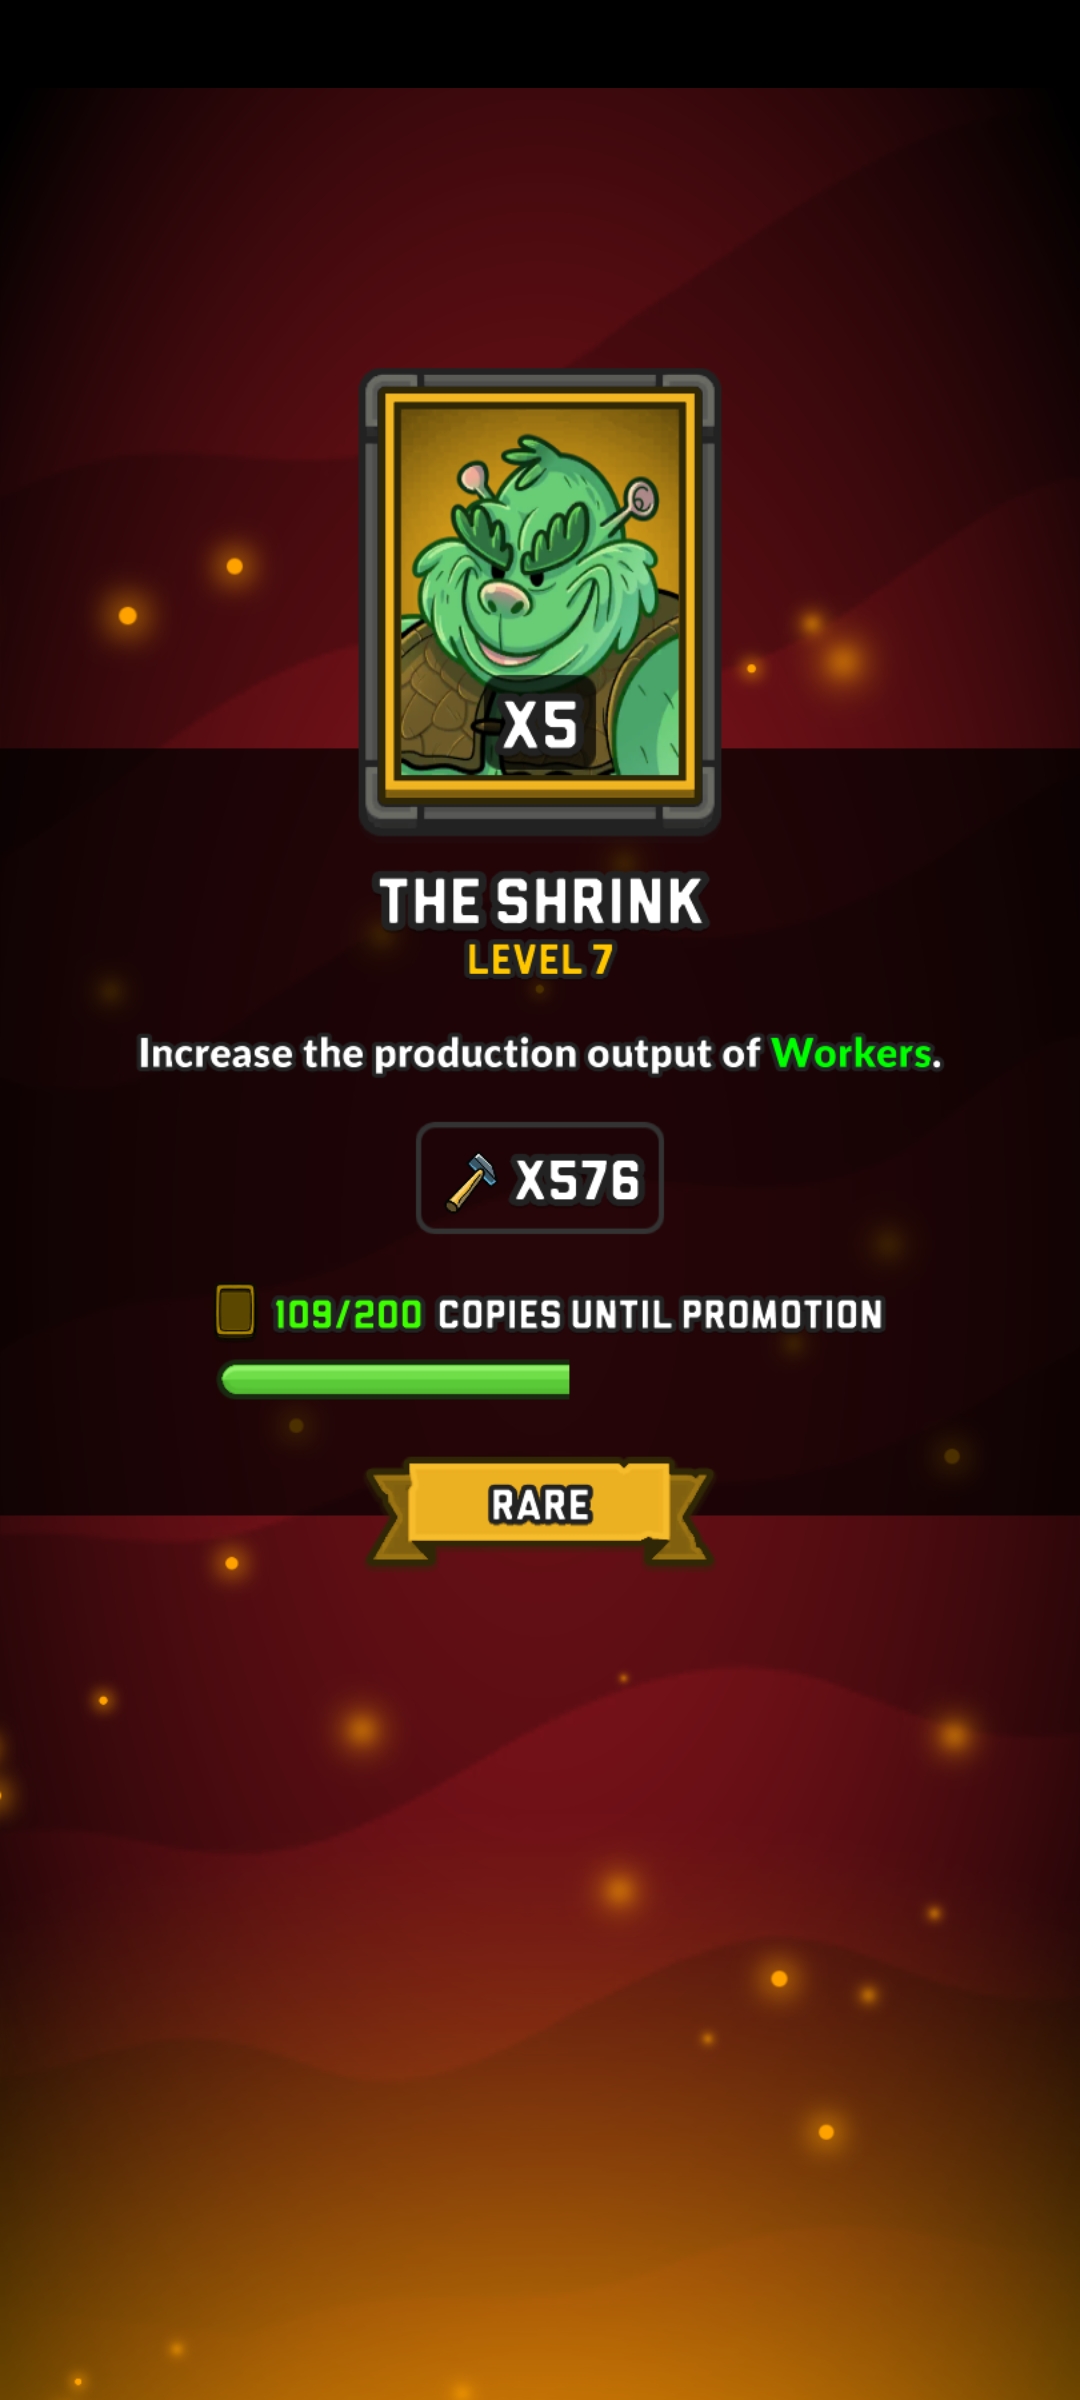 X5
THE SHRINK
LEVEL 7
Increase the production output of Workers.
X576
109/200 COPIES UNTIL PROMOTION
RARE